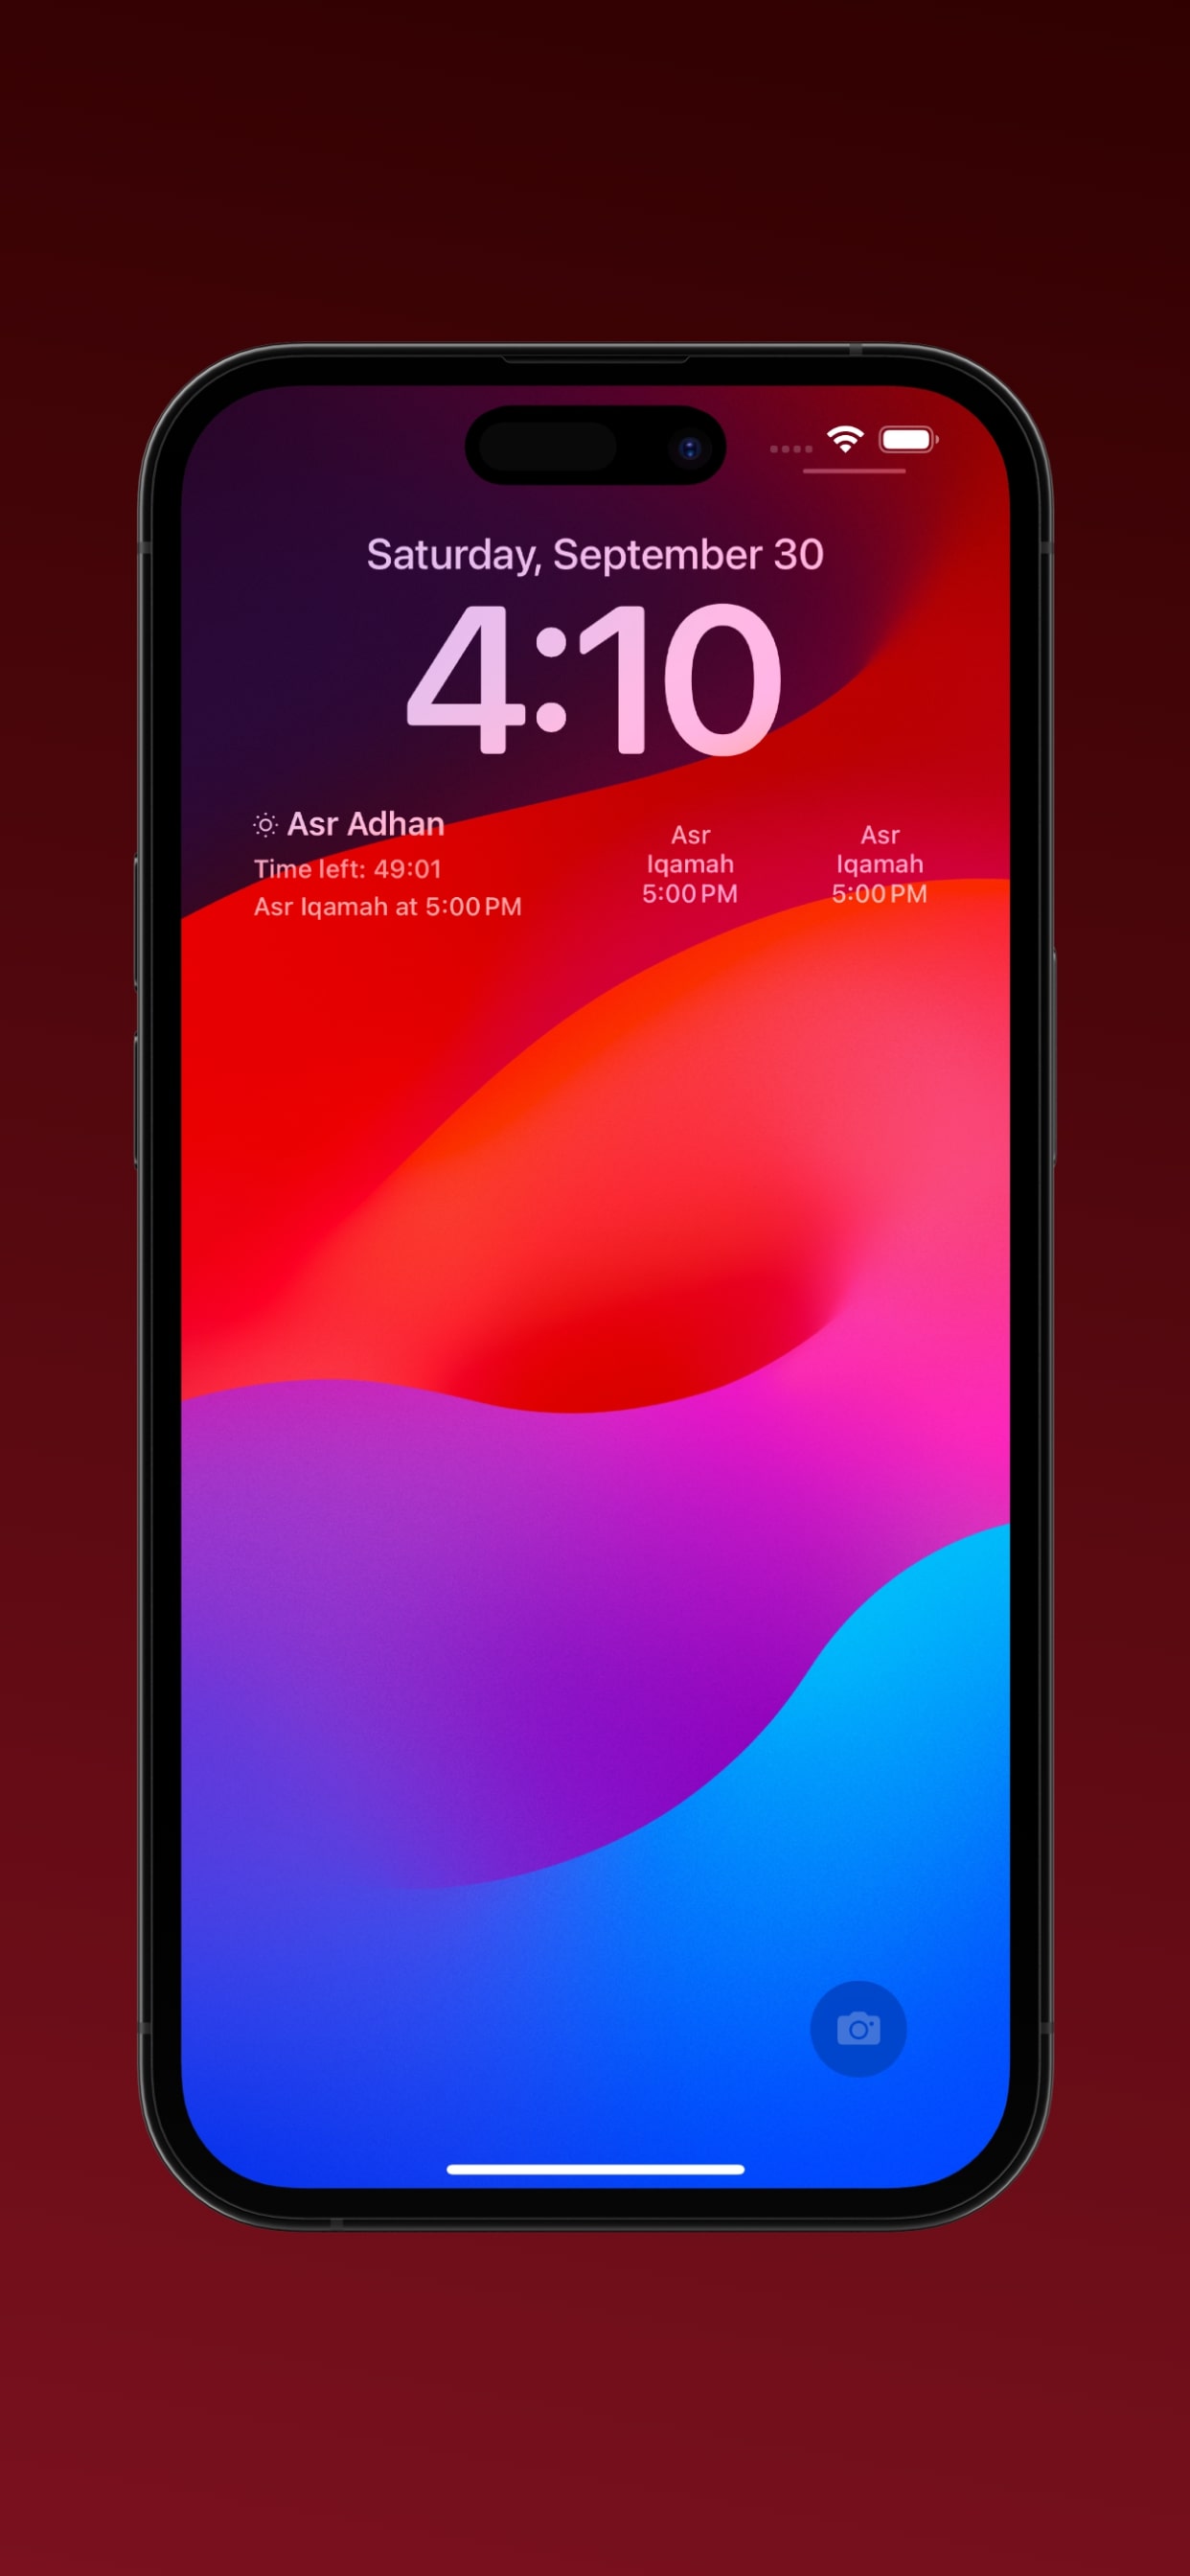 Saturday, September 30
4:10
Asr Adhan
Time left: 49:01
Asr Iqamah at 5:00 PM
Asr
Iqamah
5:00 PM
Asr
Iqamah
5:00 PM